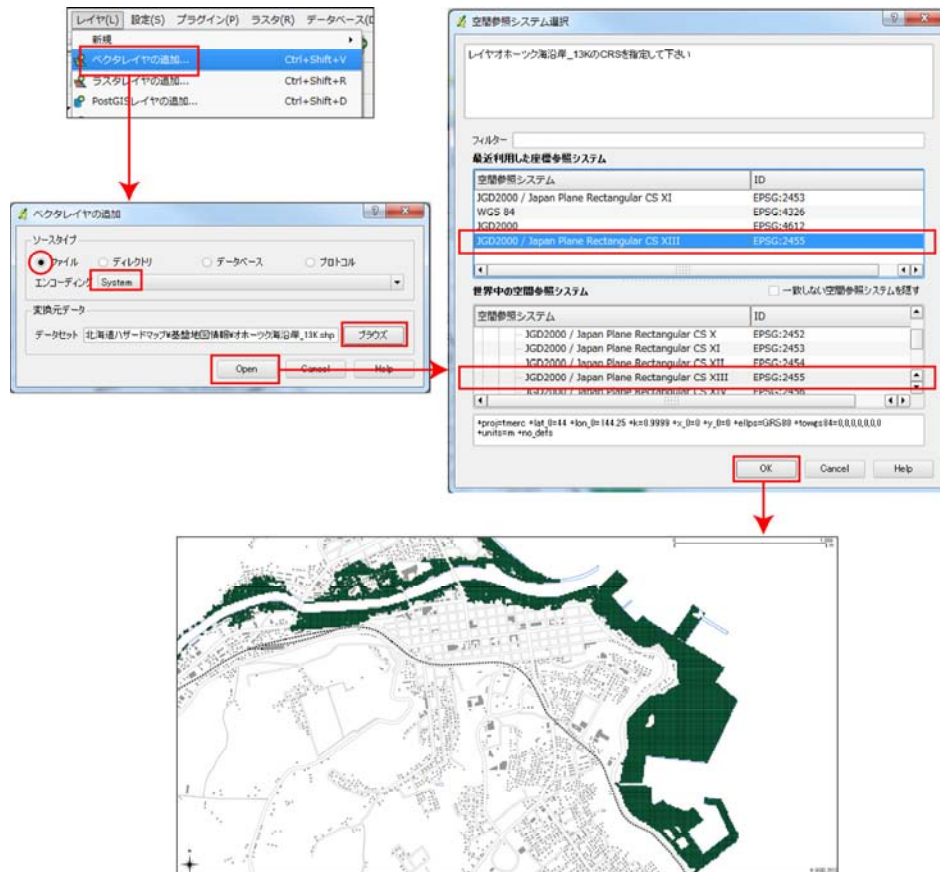 レイヤ(L) 設定(S) プラグイン(P) ラスタ(R) データベース(D
新規
ベクタレイヤの追加... Ctrl+Shift+V
ラスタレイヤの追加... Ctrl+Shift+R
PostGISレイヤの追加... Ctrl+Shift+D
ベクタレイヤの追加
ソースタイプ
ファイル ディレクトリ データベース プロトコル
エンコーディング System
変換元データ
データセット 北海道ハザードマップ¥基盤地図情報¥オホーツク海沿岸_13K.shp ブラウズ
Open Cancel Help
空間参照システム選択
レイヤオホーツク海沿岸_13KのCRSを指定して下さい
フィルター
最近利用した座標参照システム
空間参照システム ID
JGD2000 / Japan Plane Rectangular CS XI EPSG:2453
WGS 84 EPSG:4326
JGD2000 EPSG:4612
JGD2000 / Japan Plane Rectangular CS XIII EPSG:2455
世界中の空間参照システム 一致しない空間参照システムを隠す
空間参照システム ID
JGD2000 / Japan Plane Rectangular CS X EPSG:2452
JGD2000 / Japan Plane Rectangular CS XI EPSG:2453
JGD2000 / Japan Plane Rectangular CS XII EPSG:2454
JGD2000 / Japan Plane Rectangular CS XIII EPSG:2455
JGD2000 / Japan Plane Rectangular CS XIV EPSG:2456
+proj=tmerc +lat_0=44 +lon_0=144.25 +k=0.9999 +x_0=0 +y_0=0 +ellps=GRS80 +towgs84=0,0,0,0,0,0,0
+units=m +no_defs
OK Cancel Help